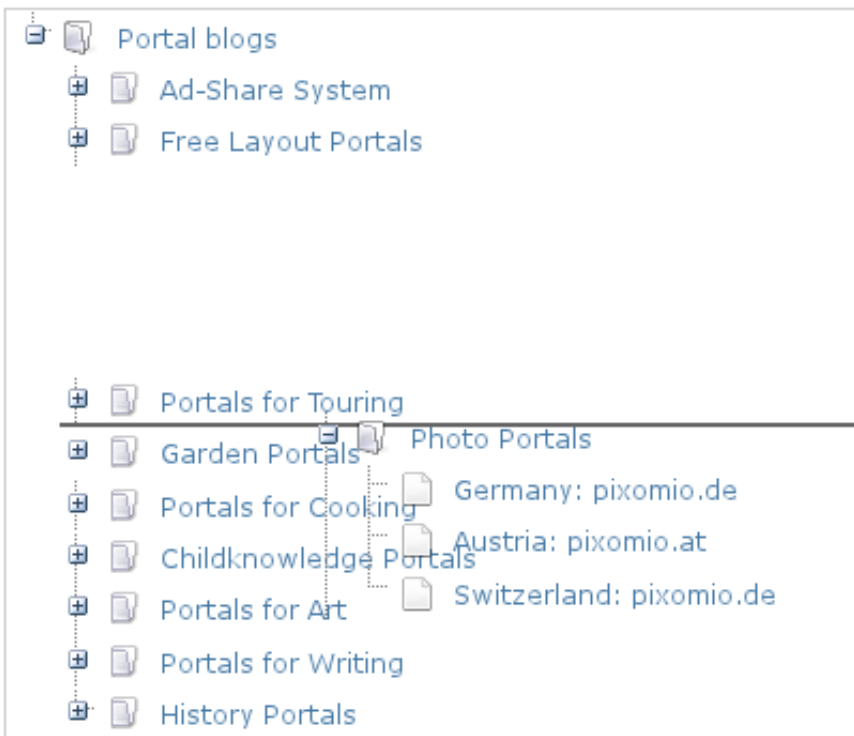 Portal blogs
Ad-Share System
Free Layout Portals
Portals for Touring
Photo Portals
Garden Portals
Germany: pixomio.de
Portals for Cooking
Austria: pixomio.at
Childknowledge Portals
Switzerland: pixomio.de
Portals for Art
Portals for Writing
History Portals